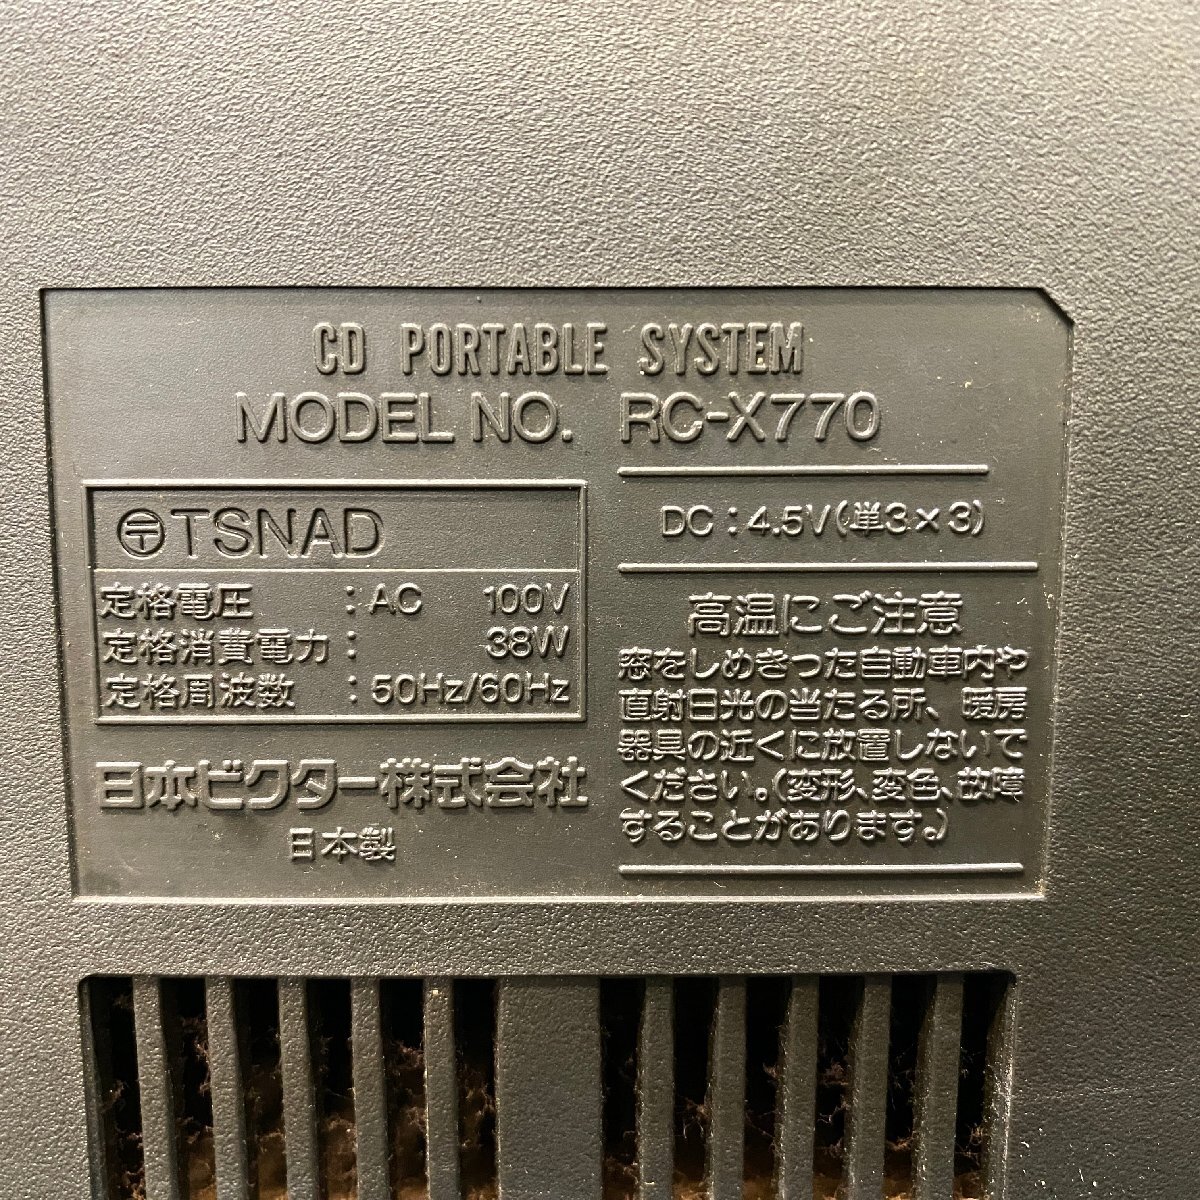 CD PORTABLE SYSTEM
MODEL NO. RC-X770
〶TSNAD
定格電圧 : AC 100V
定格消費電力 : 38W
定格周波数 : 50Hz/60Hz
日本ビクター株式会社
日本製
DC : 4.5V(単3×3)
高温にご注意
窓をしめきった自動車内や
直射日光の当たる所、暖房
器具の近くに放置しないで
ください。(変形、変色、故障
することがあります。)